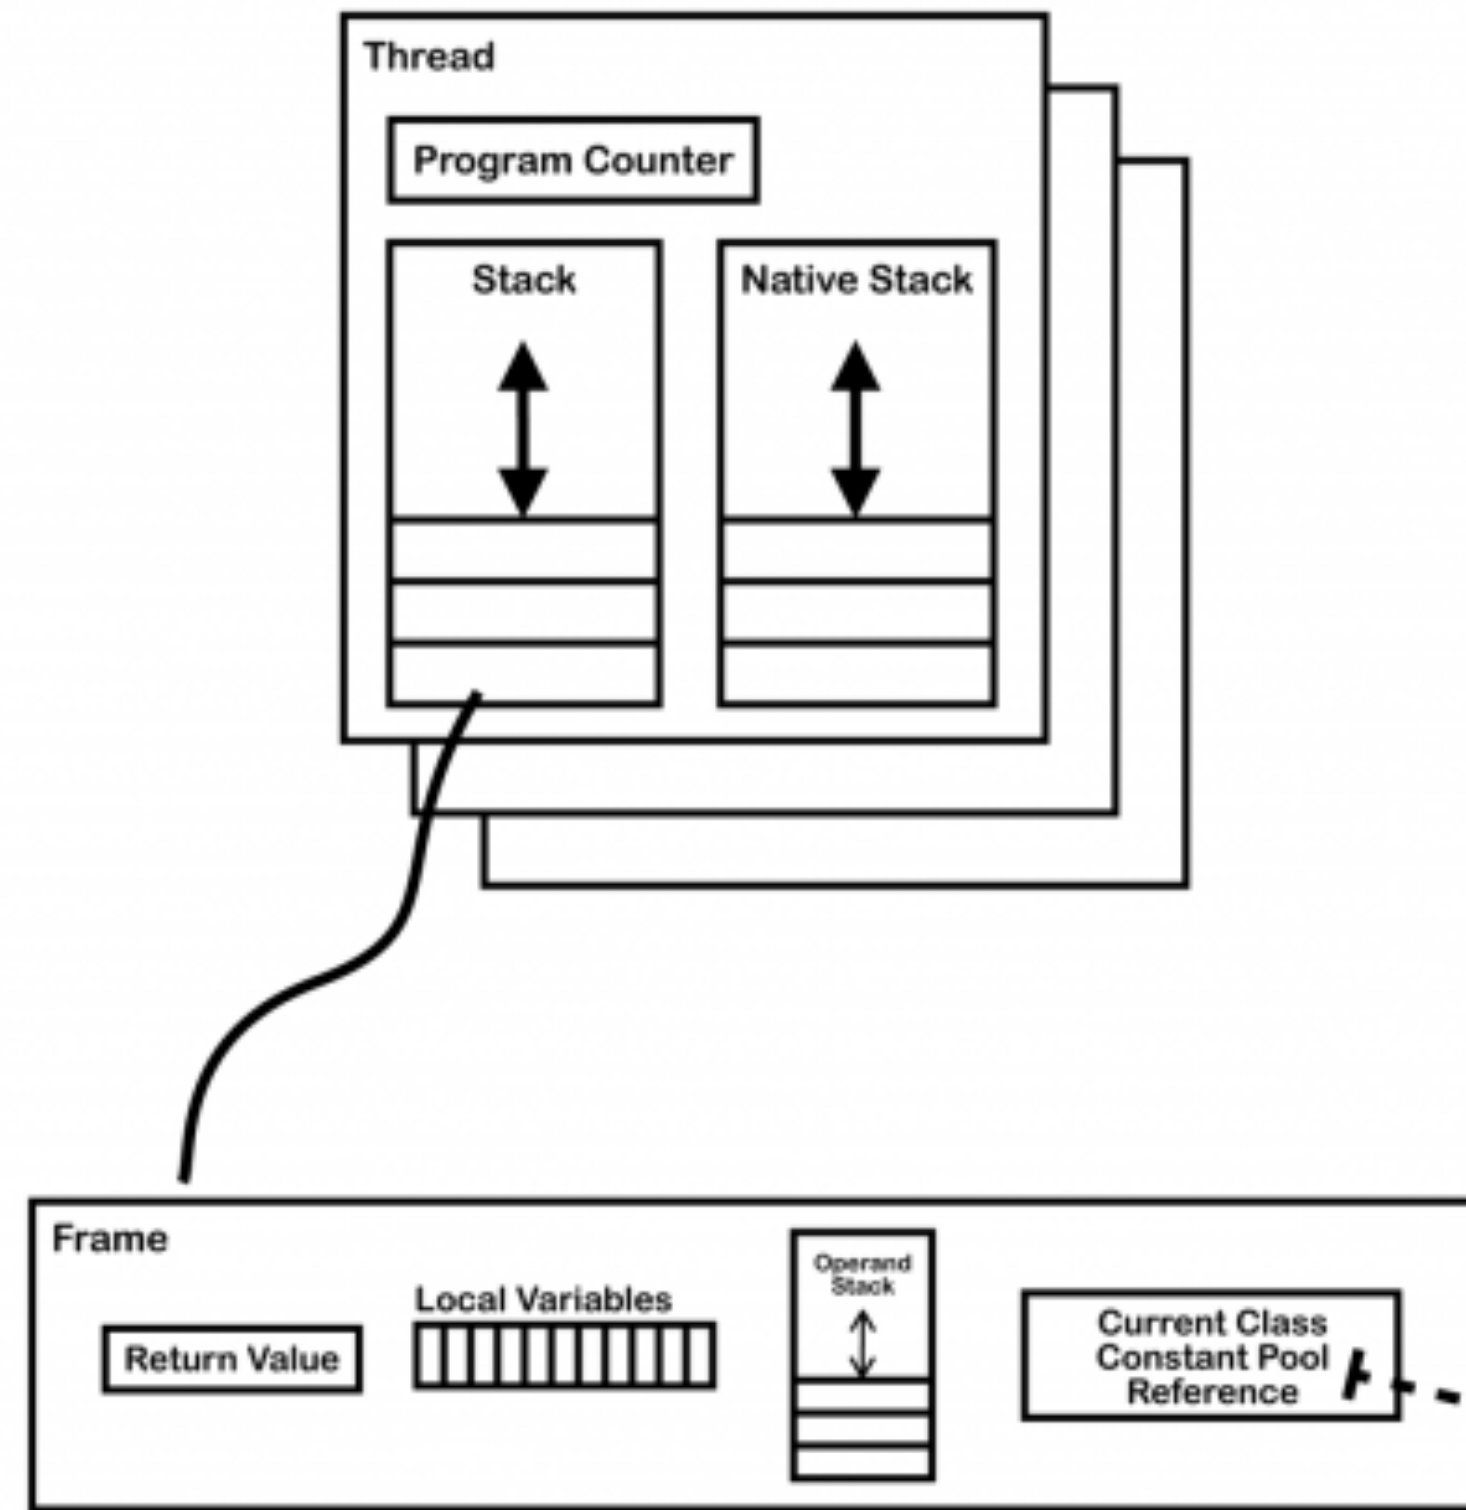 Thread
Program Counter
Stack
Native Stack
Frame
Return Value
Local Variables
Operand
Stack
Current Class
Constant Pool
Reference